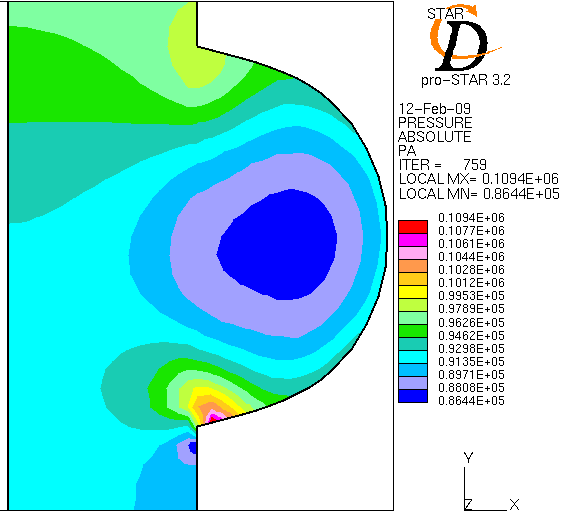 STAR
CD
pro-STAR 3.2
12-Feb-09
PRESSURE
ABSOLUTE
PA
ITER = 759
LOCAL MX= 0.1094E+06
LOCAL MN= 0.8644E+05
0.1094E+06
0.1077E+06
0.1061E+06
0.1044E+06
0.1028E+06
0.1012E+06
0.9953E+05
0.9789E+05
0.9626E+05
0.9462E+05
0.9298E+05
0.9135E+05
0.8971E+05
0.8808E+05
0.8644E+05
Y
Z X